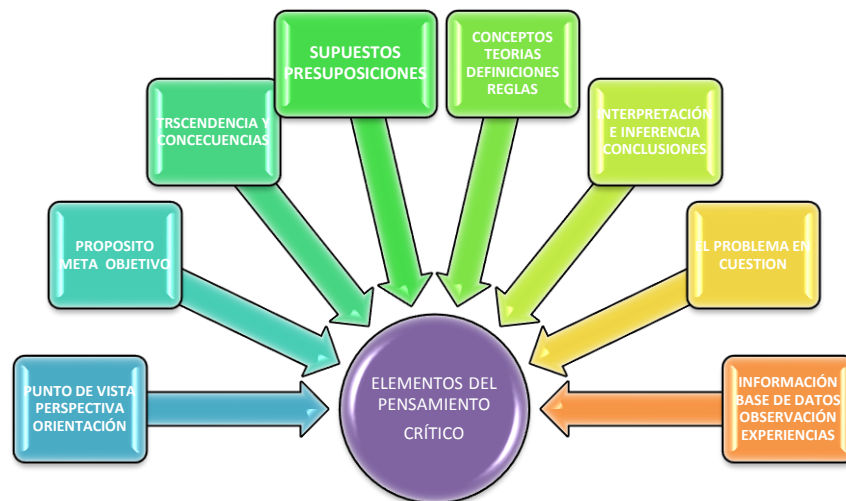 SUPUESTOS
PRESUPOSICIONES
CONCEPTOS
TEORIAS
DEFINICIONES
REGLAS
TRSCENDENCIA Y
CONCECUENCIAS
INTERPRETACIÓN
E INFERENCIA
CONCLUSIONES
PROPOSITO
META OBJETIVO
EL PROBLEMA EN
CUESTION
PUNTO DE VISTA
PERSPECTIVA
ORIENTACIÓN
ELEMENTOS DEL
PENSAMIENTO
CRÍTICO
INFORMACIÓN
BASE DE DATOS
OBSERVACIÓN
EXPERIENCIAS